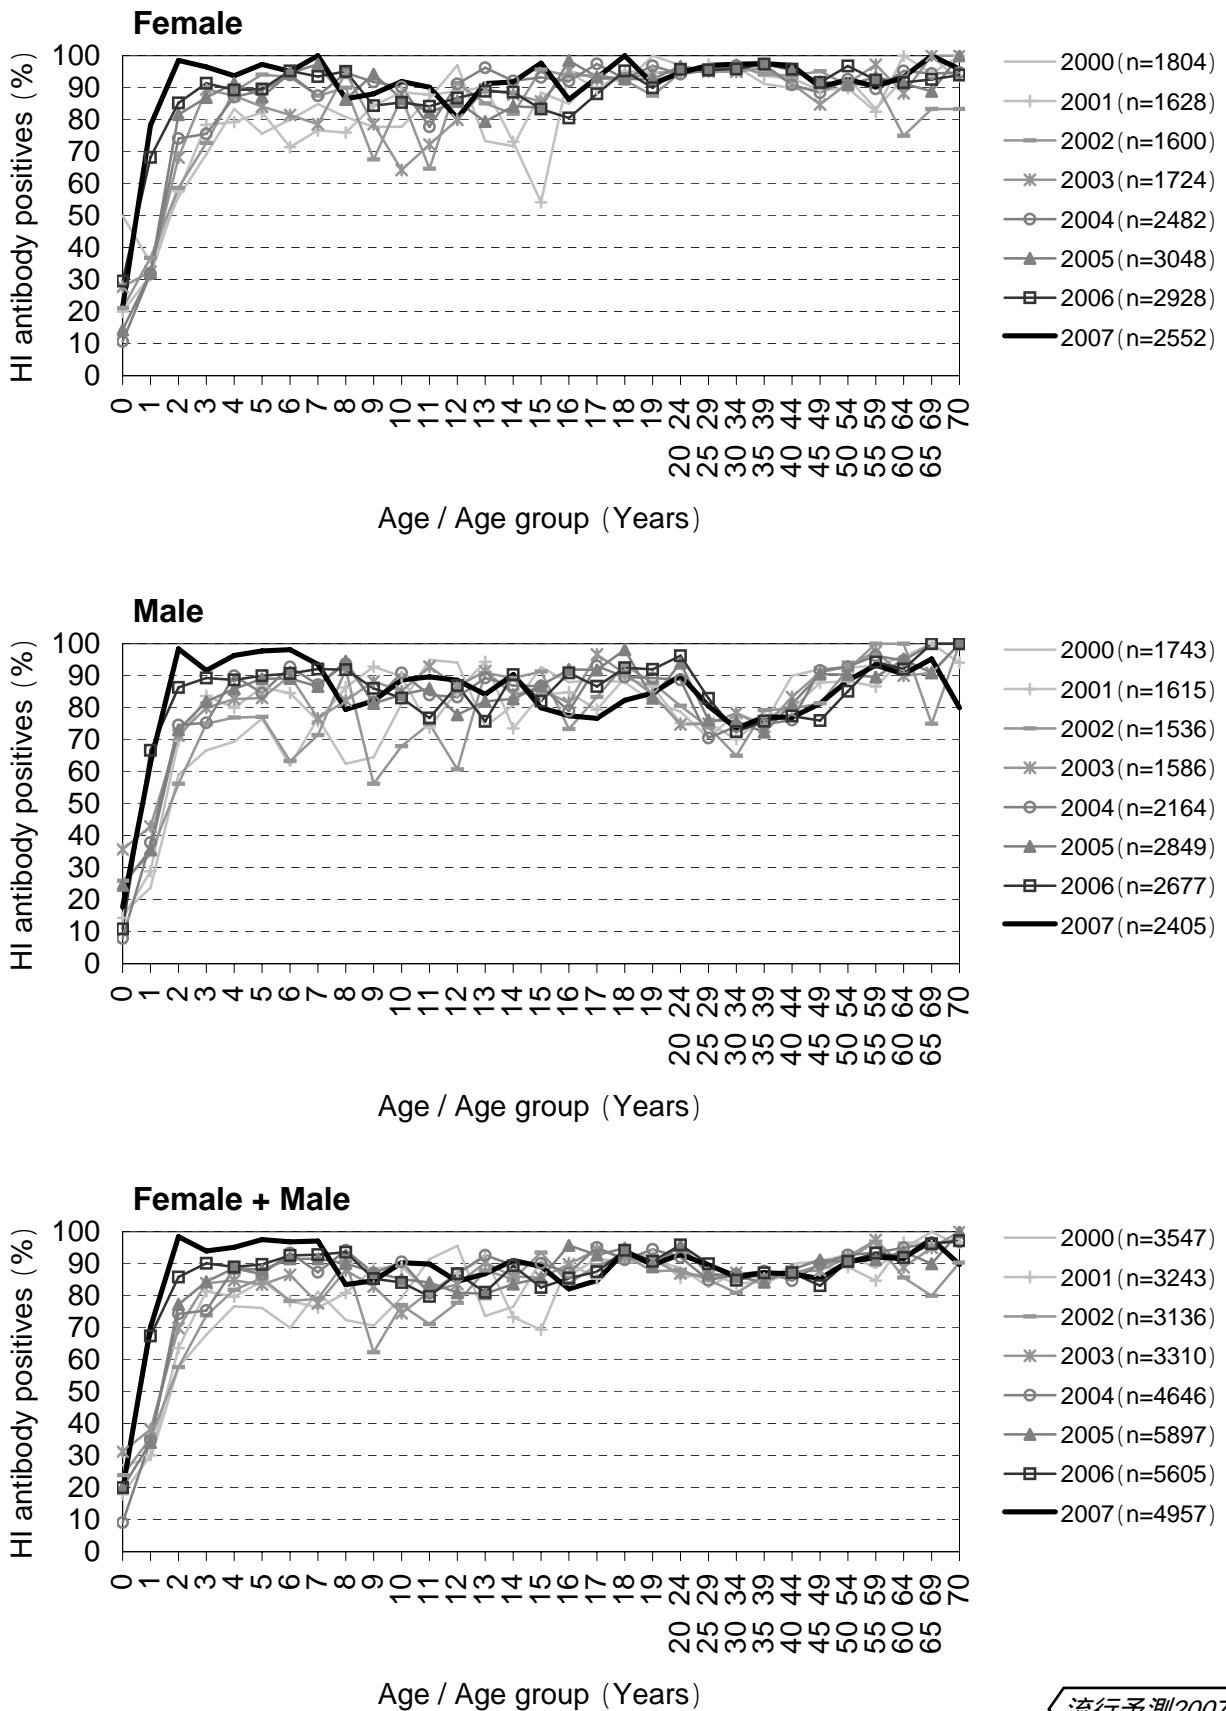 Female
HI antibody positives (%)
100
90
80
70
60
50
40
30
20
10
0
0 1 2 3 4 5 6 7 8 9 10 11 12 13 14 15 16 17 18 19 20 24 25 29 30 34 35 39 40 44 45 49 50 54 55 59 60 64 65 69 70
Age / Age group (Years)
2000(n=1804)
2001(n=1628)
2002(n=1600)
2003(n=1724)
2004(n=2482)
2005(n=3048)
2006(n=2928)
2007(n=2552)
Male
HI antibody positives (%)
100
90
80
70
60
50
40
30
20
10
0
0 1 2 3 4 5 6 7 8 9 10 11 12 13 14 15 16 17 18 19 20 24 25 29 30 34 35 39 40 44 45 49 50 54 55 59 60 64 65 69 70
Age / Age group (Years)
2000(n=1743)
2001(n=1615)
2002(n=1536)
2003(n=1586)
2004(n=2164)
2005(n=2849)
2006(n=2677)
2007(n=2405)
Female + Male
HI antibody positives (%)
100
90
80
70
60
50
40
30
20
10
0
0 1 2 3 4 5 6 7 8 9 10 11 12 13 14 15 16 17 18 19 20 24 25 29 30 34 35 39 40 44 45 49 50 54 55 59 60 64 65 69 70
Age / Age group (Years)
2000(n=3547)
2001(n=3243)
2002(n=3136)
2003(n=3310)
2004(n=4646)
2005(n=5897)
2006(n=5605)
2007(n=4957)
流行予測2007